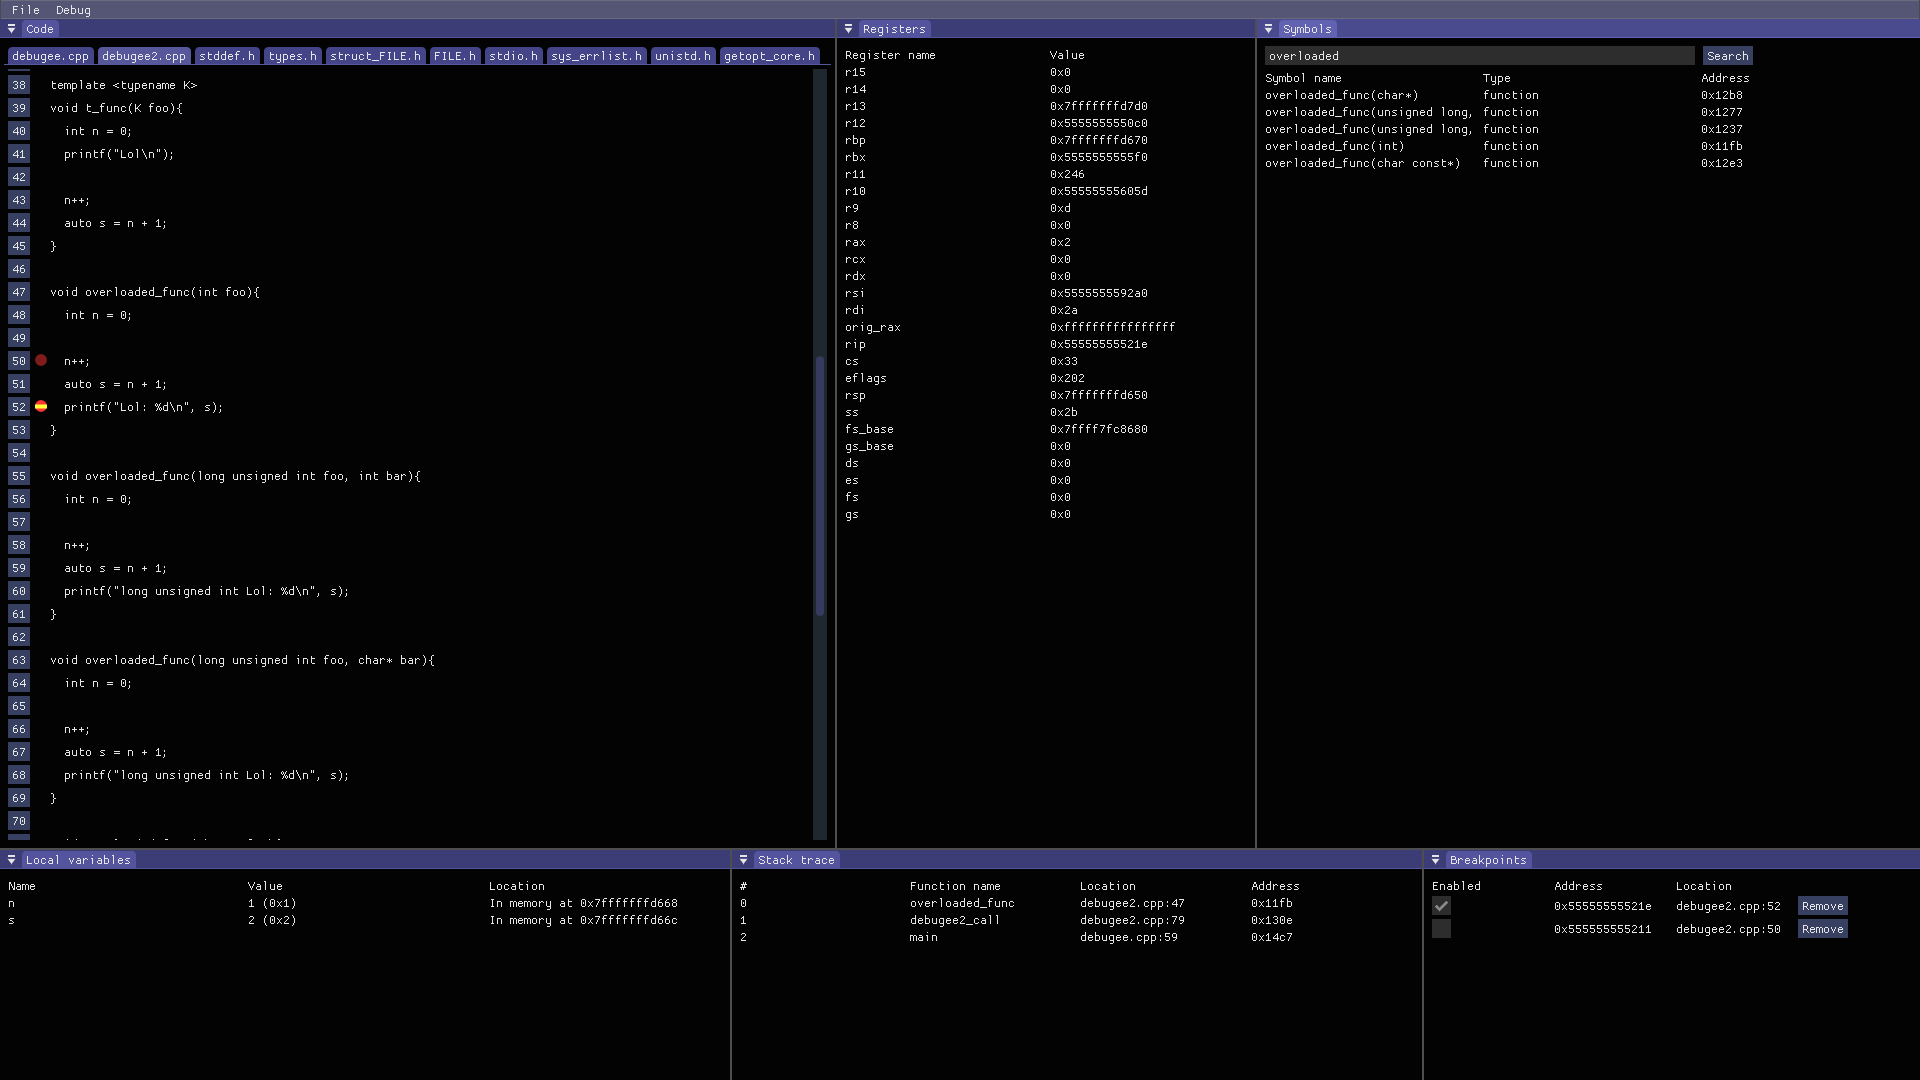 File Debug
Code
debugee.cpp debugee2.cpp stddef.h types.h struct_FILE.h FILE.h stdio.h sys_errlist.h unistd.h getopt_core.h
38 template <typename K>
39 void t_func(K foo){
40 int n = 0;
41 printf("Lol\n");
42
43 n++;
44 auto s = n + 1;
45 }
46
47 void overloaded_func(int foo){
48 int n = 0;
49
50 n++;
51 auto s = n + 1;
52 printf("Lol: %d\n", s);
53 }
54
55 void overloaded_func(long unsigned int foo, int bar){
56 int n = 0;
57
58 n++;
59 auto s = n + 1;
60 printf("long unsigned int Lol: %d\n", s);
61 }
62
63 void overloaded_func(long unsigned int foo, char* bar){
64 int n = 0;
65
66 n++;
67 auto s = n + 1;
68 printf("long unsigned int Lol: %d\n", s);
69 }
70
Registers
Register name Value
r15 0x0
r14 0x0
r13 0x7fffffffd7d0
r12 0x5555555550c0
rbp 0x7fffffffd670
rbx 0x5555555555f0
r11 0x246
r10 0x55555555605d
r9 0xd
r8 0x0
rax 0x2
rcx 0x0
rdx 0x0
rsi 0x5555555592a0
rdi 0x2a
orig_rax 0xffffffffffffffff
rip 0x55555555521e
cs 0x33
eflags 0x202
rsp 0x7fffffffd650
ss 0x2b
fs_base 0x7ffff7fc8680
gs_base 0x0
ds 0x0
es 0x0
fs 0x0
gs 0x0
Symbols
overloaded Search
Symbol name Type Address
overloaded_func(char*) function 0x12b8
overloaded_func(unsigned long, function 0x1277
overloaded_func(unsigned long, function 0x1237
overloaded_func(int) function 0x11fb
overloaded_func(char const*) function 0x12e3
Local variables
Name Value Location
n 1 (0x1) In memory at 0x7fffffffd668
s 2 (0x2) In memory at 0x7fffffffd66c
Stack trace
# Function name Location Address
0 overloaded_func debugee2.cpp:47 0x11fb
1 debugee2_call debugee2.cpp:79 0x130e
2 main debugee.cpp:59 0x14c7
Breakpoints
Enabled Address Location
0x55555555521e debugee2.cpp:52 Remove
0x555555555211 debugee2.cpp:50 Remove